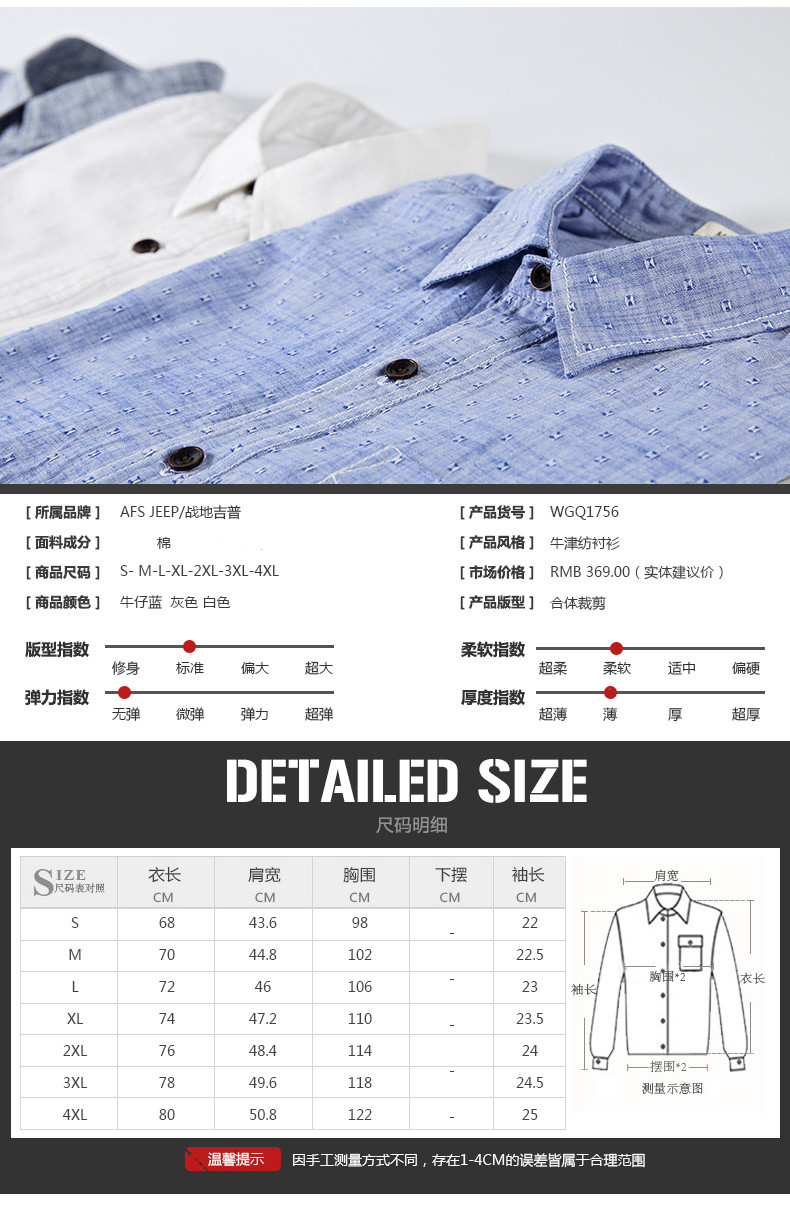 [ 所属品牌 ] AFS JEEP/战地吉普 [ 产品货号 ] WGQ1756
[ 面料成分 ] 棉 [ 产品风格 ] 牛津纺衬衫
[ 商品尺码 ] S- M-L-XL-2XL-3XL-4XL [ 市场价格 ] RMB 369.00 ( 实体建议价 )
[ 商品颜色 ] 牛仔蓝 灰色 白色 [ 产品版型 ] 合体裁剪
版型指数 修身 标准 偏大 超大
柔软指数 超柔 柔软 适中 偏硬
弹力指数 无弹 微弹 弹力 超弹
厚度指数 超薄 薄 厚 超厚
DETAILED SIZE
尺码明细
SIZE 尺码表对照 衣长 CM 肩宽 CM 胸围 CM 下摆 CM 袖长 CM
S 68 43.6 98 - 22
M 70 44.8 102 22.5
L 72 46 106 - 23
XL 74 47.2 110 - 23.5
2XL 76 48.4 114 24
3XL 78 49.6 118 - 24.5
4XL 80 50.8 122 - 25
肩宽
胸围*2
衣长
袖长
摆围*2
测量示意图
温馨提示 因手工测量方式不同，存在1-4CM的误差皆属于合理范围